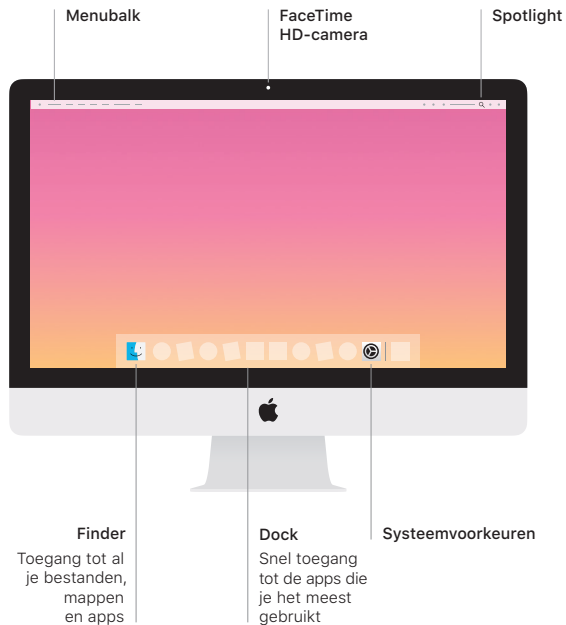 Menubalk
FaceTime
HD-camera
Spotlight
Finder
Toegang tot al
je bestanden,
mappen
en apps
Dock
Snel toegang
tot de apps die
je het meest
gebruikt
Systeemvoorkeuren